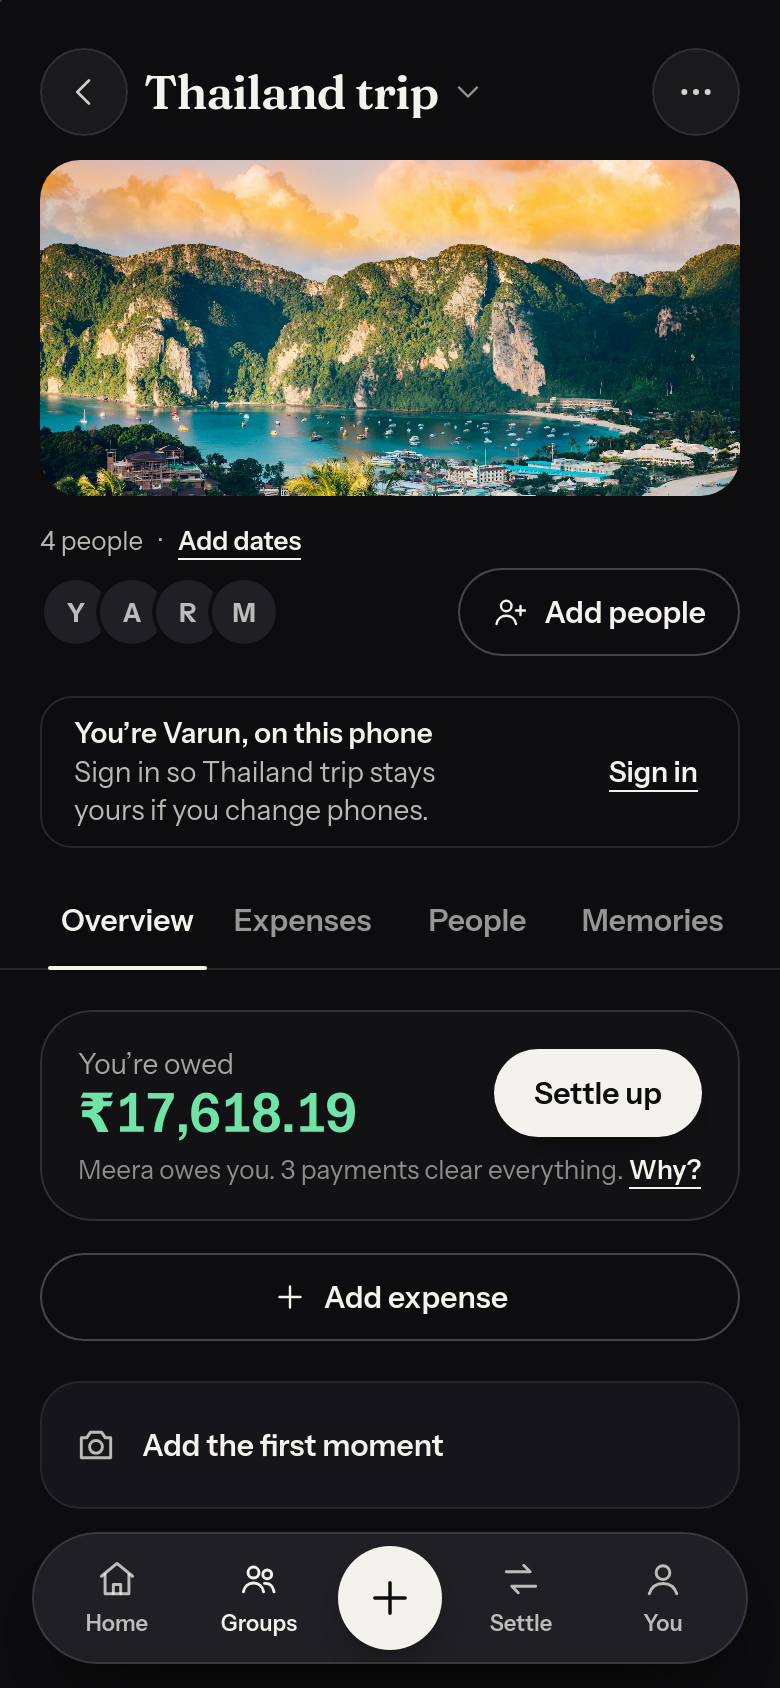 Thailand trip
4 people · Add dates
Y A R M
Add people
You’re Varun, on this phone
Sign in so Thailand trip stays
yours if you change phones.
Sign in
Overview Expenses People Memories
You’re owed
₹17,618.19
Settle up
Meera owes you. 3 payments clear everything. Why?
Add expense
Add the first moment
Home Groups Settle You